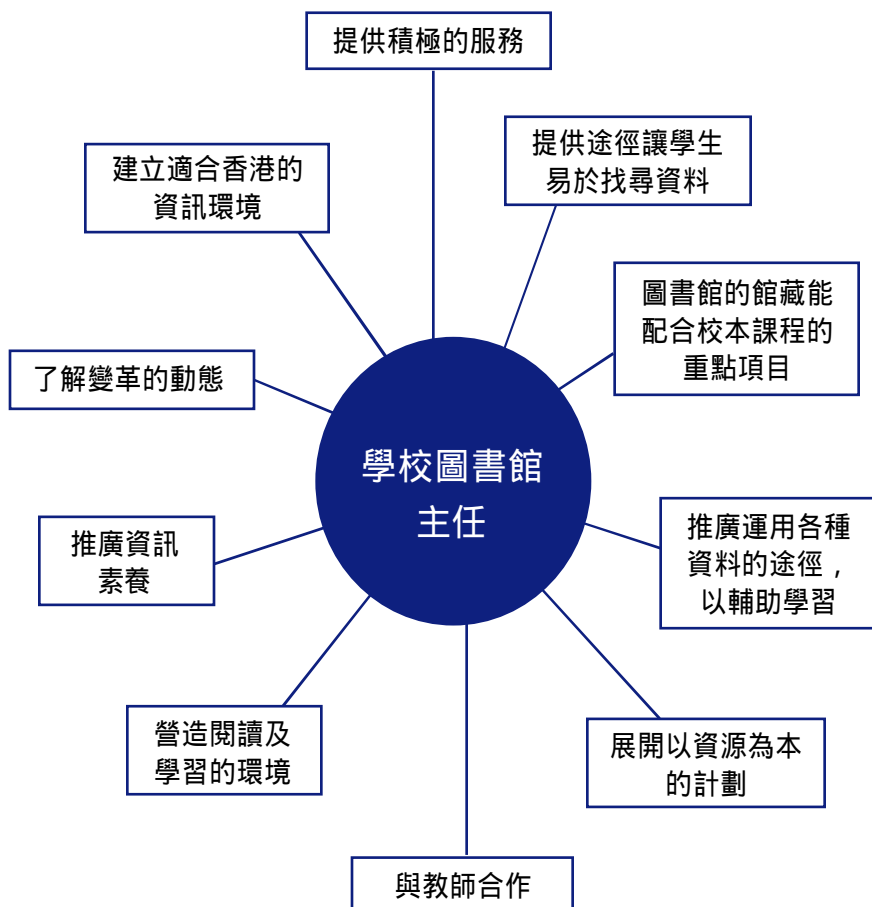 提供積極的服務
提供途徑讓學生
易於找尋資料
建立適合香港的
資訊環境
圖書館的館藏能
配合校本課程的
重點項目
了解變革的動態
學校圖書館
主任
推廣資訊
素養
推廣運用各種
資料的途徑，
以輔助學習
營造閱讀及
學習的環境
展開以資源為本
的計劃
與教師合作